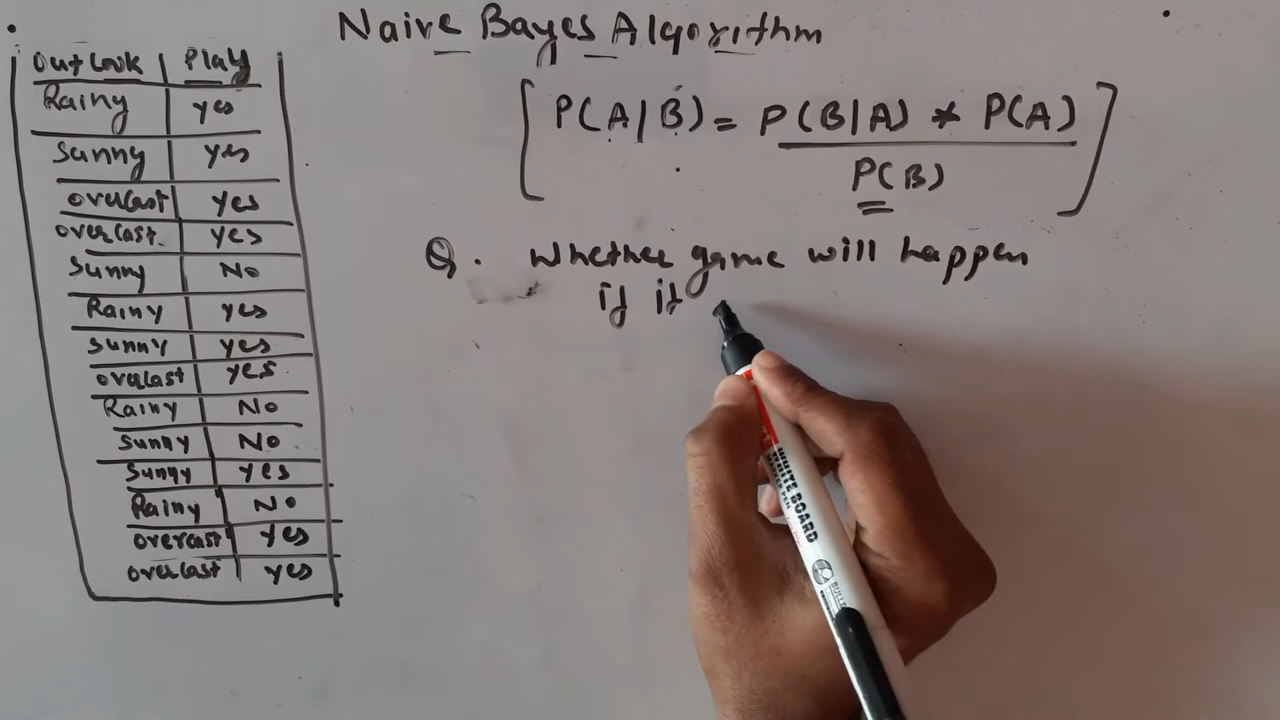 Naive Bayes Algorithm
Outlook Play
Rainy Yes
Sunny Yes
Overcast Yes
Overcast Yes
Sunny No
Rainy Yes
Sunny Yes
Overcast Yes
Rainy No
Sunny No
Sunny Yes
Rainy No
Overcast Yes
Overcast Yes
P(A|B) = P(B|A) * P(A)
P(B)
Q. Whether game will happen
if it
WHITE BOARD